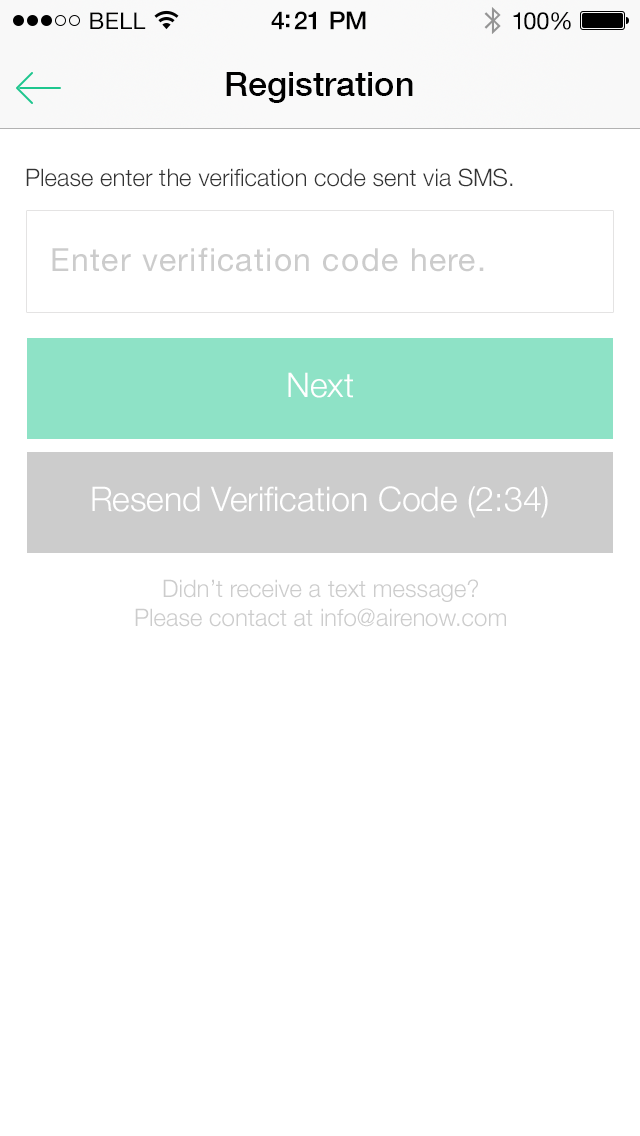 BELL 4:21 PM 100%
Registration
Please enter the verification code sent via SMS.
Enter verification code here.
Next
Resend Verification Code (2:34)
Didn’t receive a text message?
Please contact at info@airenow.com